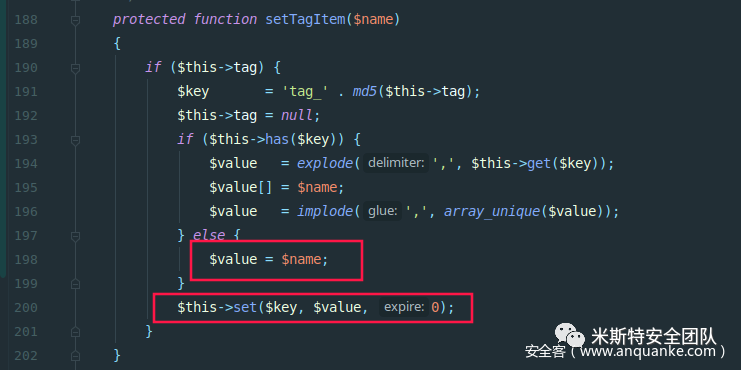 188 protected function setTagItem($name)
189 {
190 if ($this->tag) {
191 $key = 'tag_' . md5($this->tag);
192 $this->tag = null;
193 if ($this->has($key)) {
194 $value = explode( delimiter: ',', $this->get($key));
195 $value[] = $name;
196 $value = implode( glue: ',', array_unique($value));
197 } else {
198 $value = $name;
199 }
200 $this->set($key, $value, expire: 0);
201 }
202 }
米斯特安全团队
安全客（www.anquanke.com）